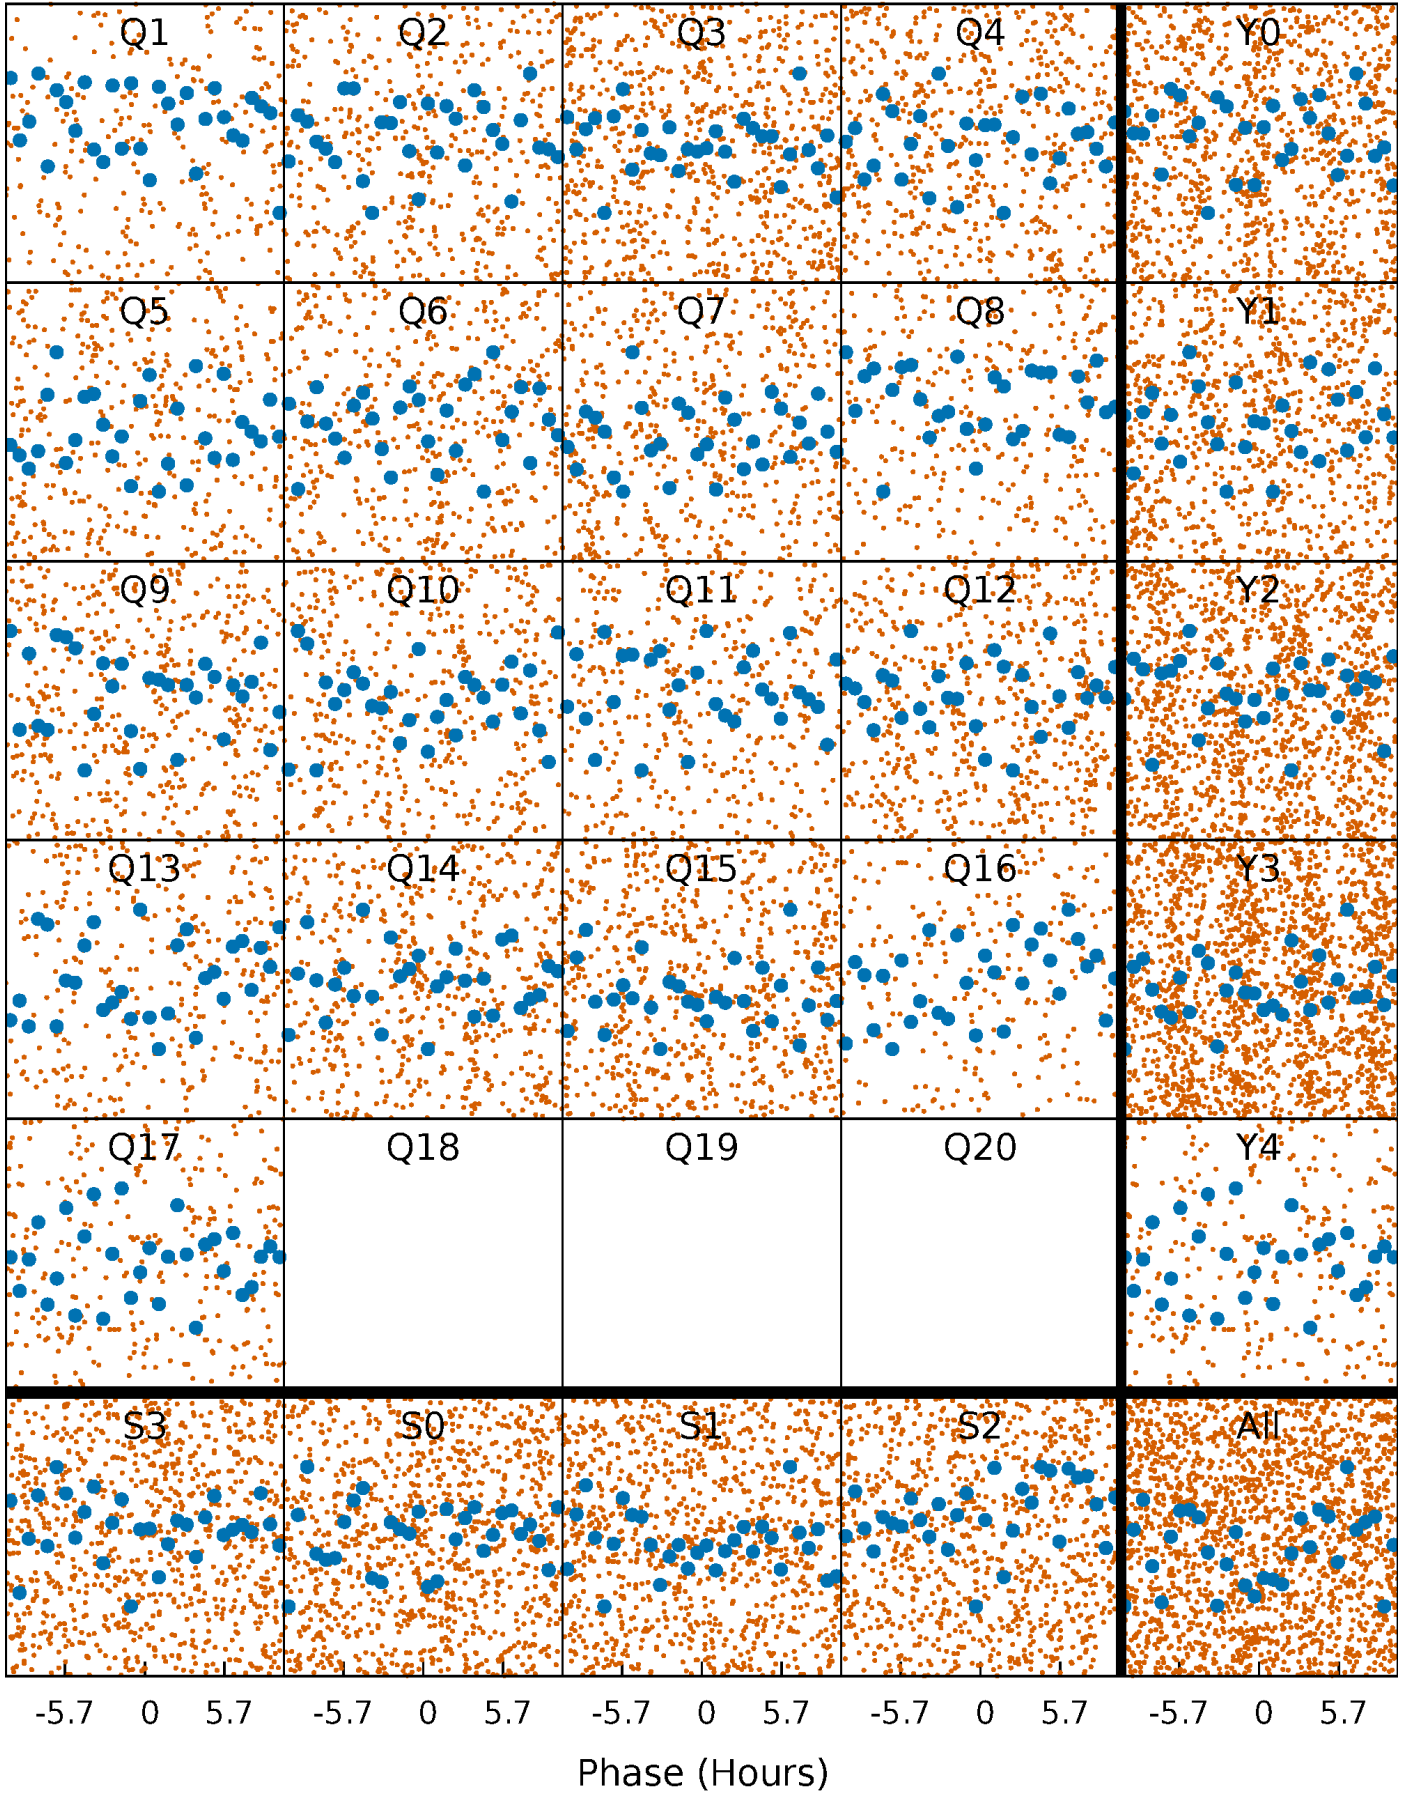 Q1 Q2 Q3 Q4 Y0
Q5 Q6 Q7 Q8 Y1
Q9 Q10 Q11 Q12 Y2
Q13 Q14 Q15 Q16 Y3
Q17 Q18 Q19 Q20 Y4
S3 S0 S1 S2 All
-5.7 0 5.7 -5.7 0 5.7 -5.7 0 5.7 -5.7 0 5.7 -5.7 0 5.7
Phase (Hours)